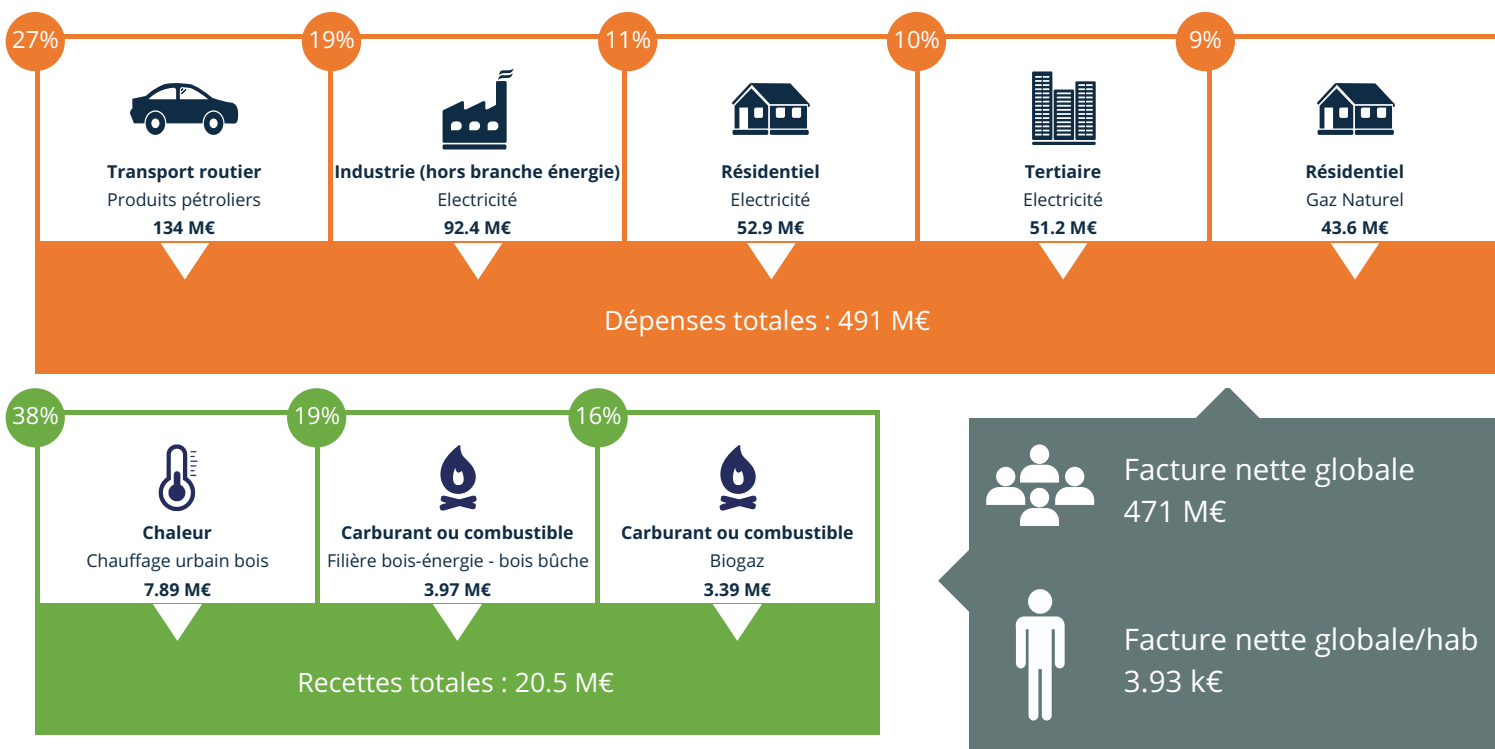 27%
19%
11%
10%
9%
Transport routier
Produits pétroliers
134 M€
Industrie (hors branche énergie)
Electricité
92.4 M€
Résidentiel
Electricité
52.9 M€
Tertiaire
Electricité
51.2 M€
Résidentiel
Gaz Naturel
43.6 M€
Dépenses totales : 491 M€
38%
19%
16%
Chaleur
Chauffage urbain bois
7.89 M€
Carburant ou combustible
Filière bois-énergie - bois bûche
3.97 M€
Carburant ou combustible
Biogaz
3.39 M€
Recettes totales : 20.5 M€
Facture nette globale
471 M€
Facture nette globale/hab
3.93 k€